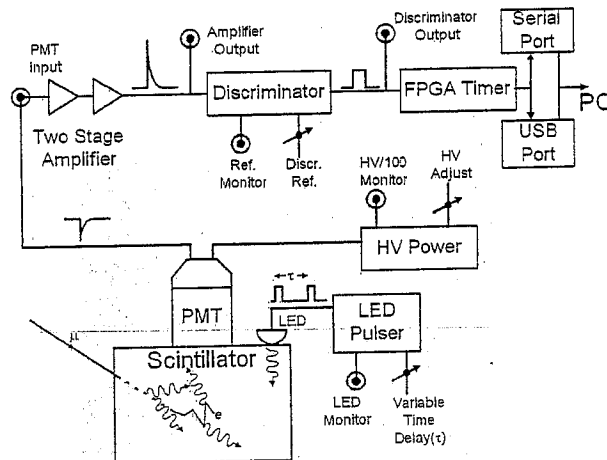 Amplifier
Output
Discriminator
Output
Serial
Port
PMT
input
Discriminator
FPGA Timer
PC
Two Stage
Amplifier
USB
Port
Ref.
Monitor
Discr.
Ref.
HV/100
Monitor
HV
Adjust
HV Power
τ
PMT
LED
LED
Pulser
μ
Scintillator
e
LED
Monitor
Variable
Time
Delay(τ)